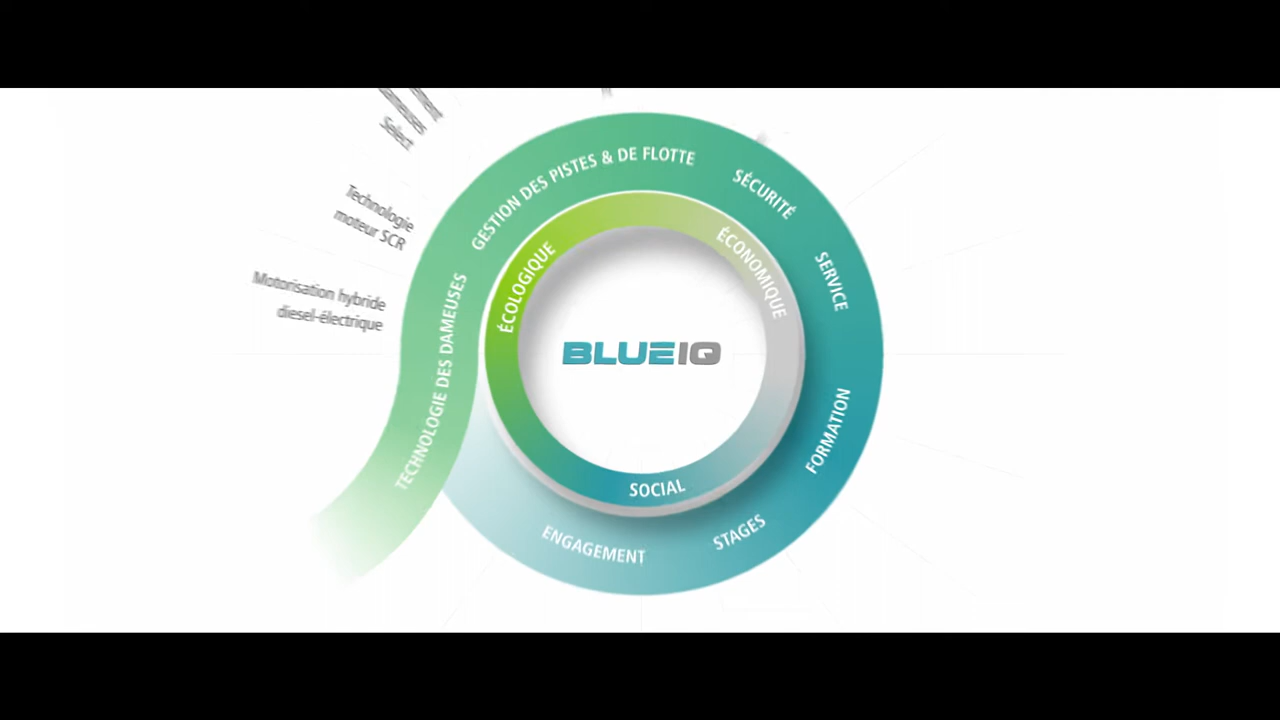 Technologie
moteur SCR
Motorisation hybride
diesel-électrique
TECHNOLOGIE DES DAMEUSES
GESTION DES PISTES & DE FLOTTE
SÉCURITÉ
SERVICE
FORMATION
STAGES
ENGAGEMENT
ÉCOLOGIQUE
ÉCONOMIQUE
SOCIAL
BLUEIQ